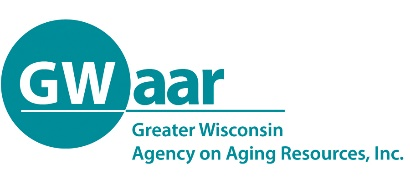 GWaar
Greater Wisconsin
Agency on Aging Resources, Inc.